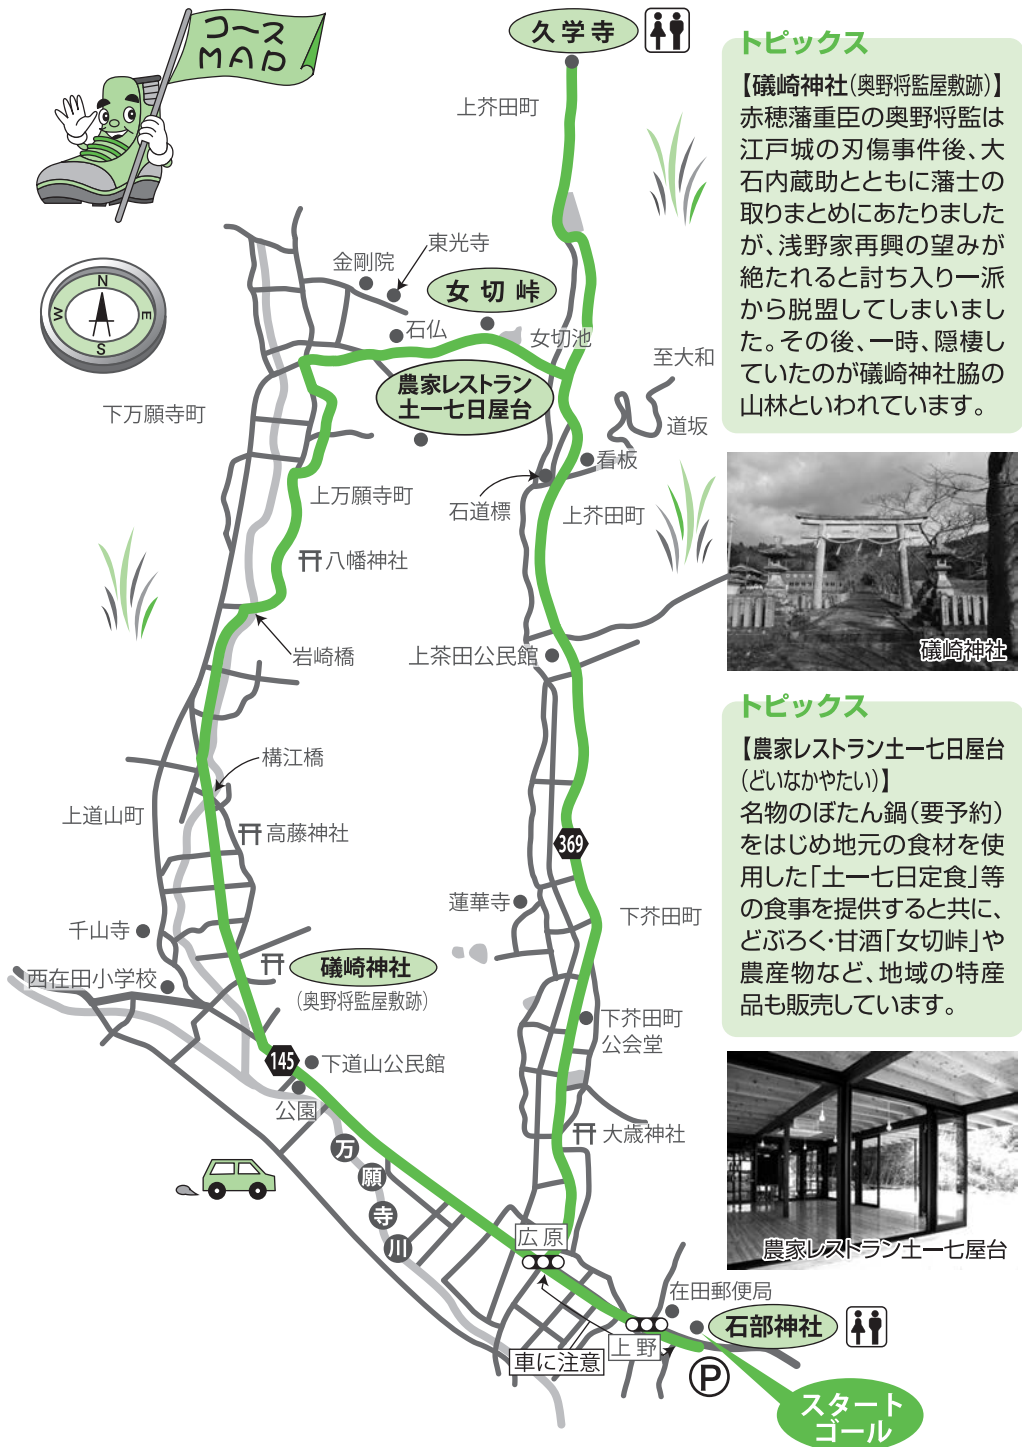 コース
MAP
N
E
S
W
久学寺
上芥田町
東光寺
金剛院
女切峠
石仏
女切池
至大和
農家レストラン
土一七日屋台
道坂
下万願寺町
看板
上万願寺町
石道標
上芥田町
八幡神社
岩崎橋
上茶田公民館
構江橋
上道山町
高藤神社
369
蓮華寺
下芥田町
千山寺
磯崎神社
(奥野将監屋敷跡)
西在田小学校
下芥田町
公会堂
145
下道山公民館
公園
大歳神社
万
願
寺
川
広原
在田郵便局
石部神社
上野
車に注意
P
スタート
ゴール
トピックス
【磯崎神社(奥野将監屋敷跡)】
赤穂藩重臣の奥野将監は
江戸城の刃傷事件後、大
石内蔵助とともに藩士の
取りまとめにあたりました
が、浅野家再興の望みが
絶たれると討ち入り一派
から脱盟してしまいまし
た。その後、一時、隠棲し
ていたのが磯崎神社脇の
山林といわれています。
磯崎神社
トピックス
【農家レストラン土一七日屋台
(どいなかやたい)】
名物のぼたん鍋(要予約)
をはじめ地元の食材を使
用した「土一七日定食」等
の食事を提供すると共に、
どぶろく・甘酒「女切峠」や
農産物など、地域の特産
品も販売しています。
農家レストラン土一七屋台